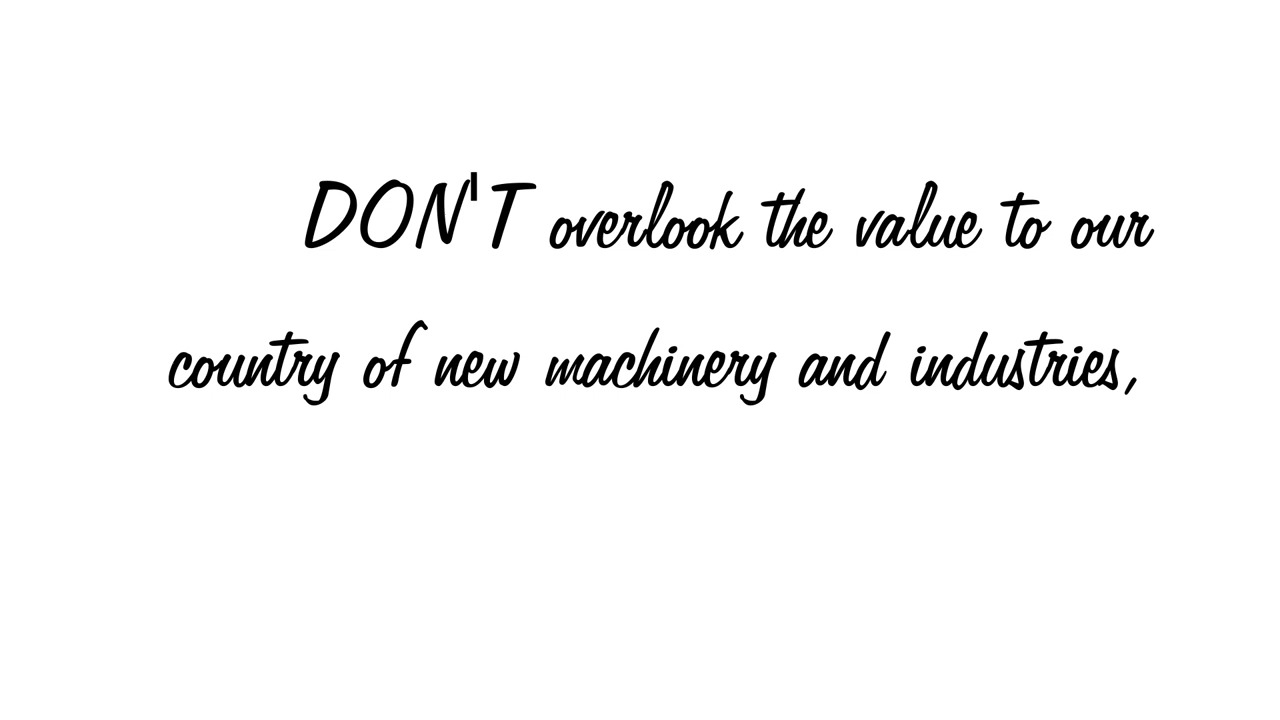 DON'T overlook the value to our
country of new machinery and industries,